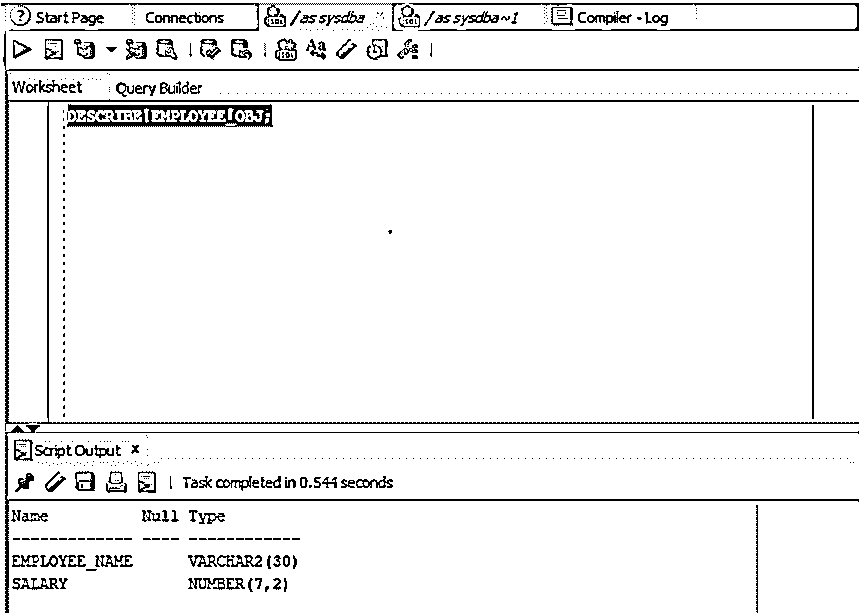 Start Page Connections /as sysdba × /as sysdba~1 Compiler - Log
Worksheet Query Builder
DESCRIBE EMPLOYEE_OBJ;
Script Output ×
Task completed in 0.544 seconds
Name Null Type
------------- ---- ------------
EMPLOYEE_NAME VARCHAR2(30)
SALARY NUMBER(7,2)